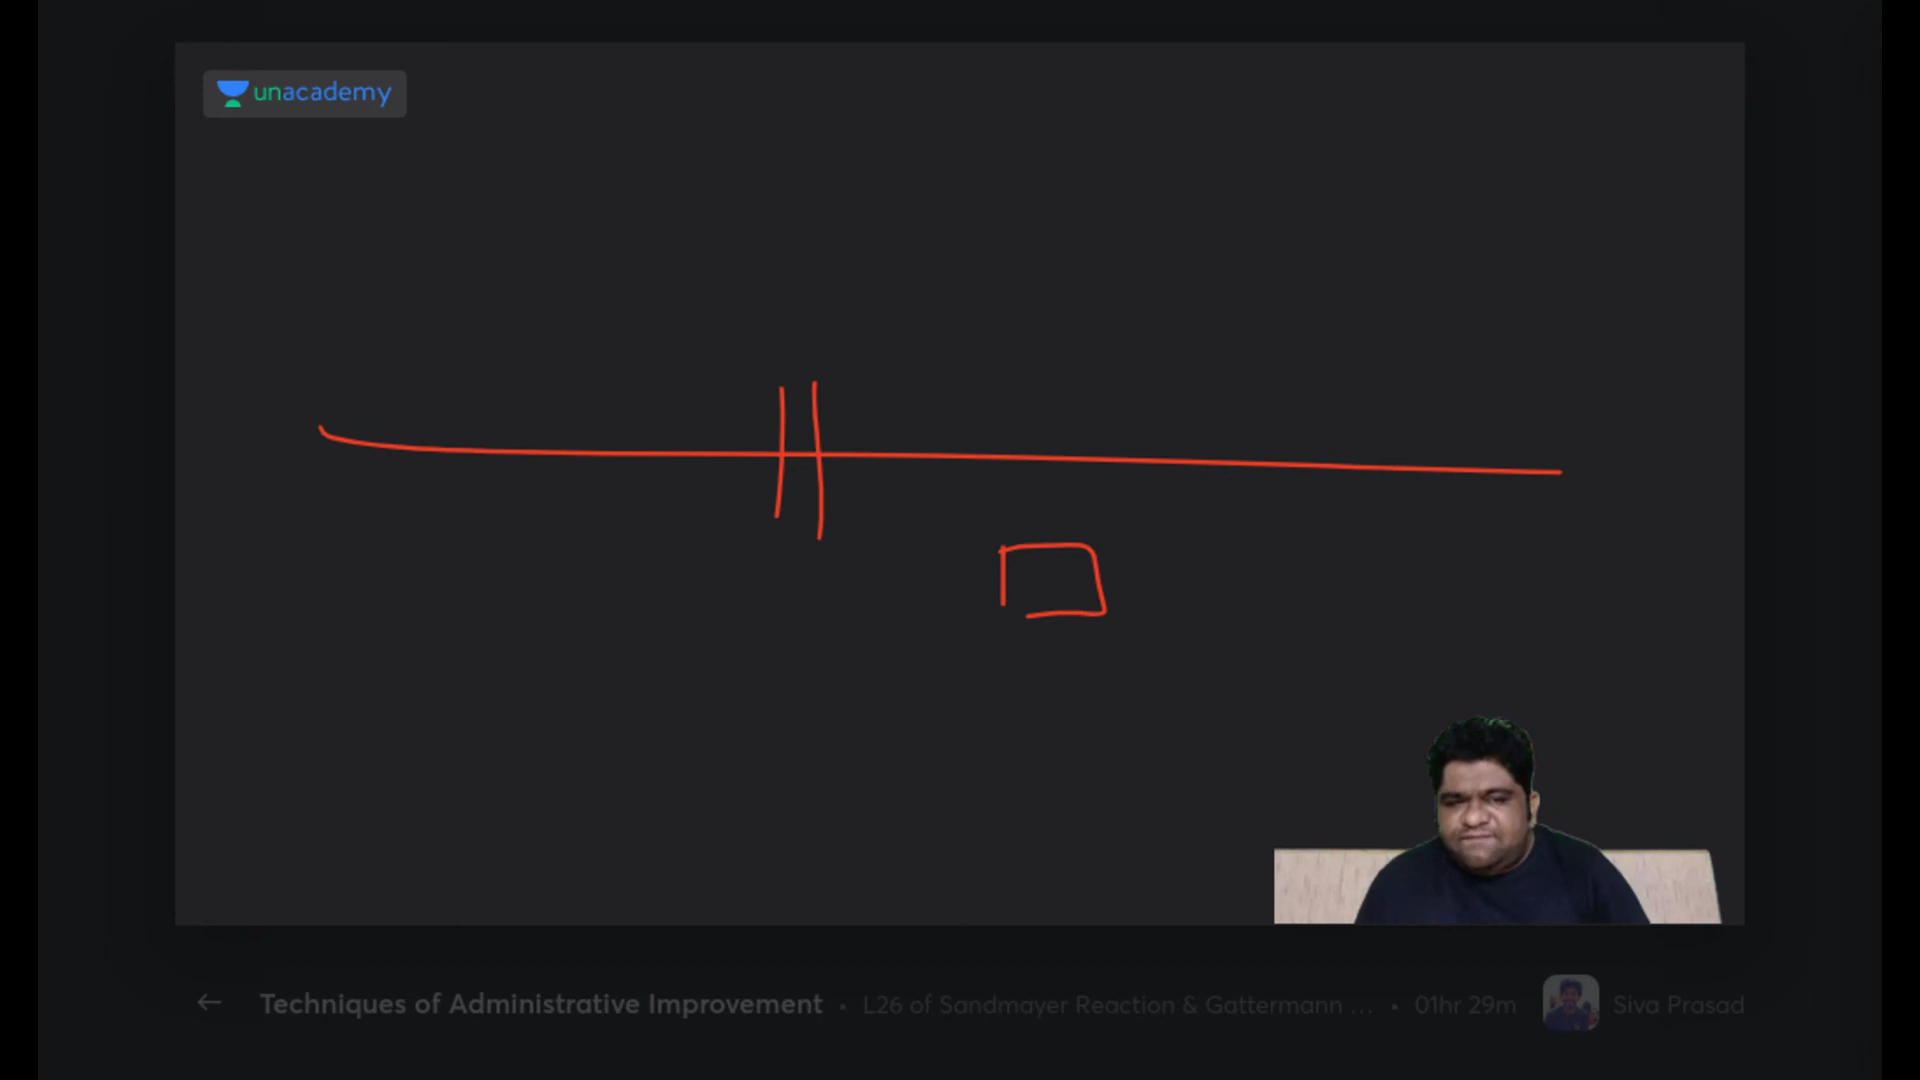 unacademy
← Techniques of Administrative Improvement • L26 of Sandmayer Reaction & Gattermann ... • 01hr 29m Siva Prasad